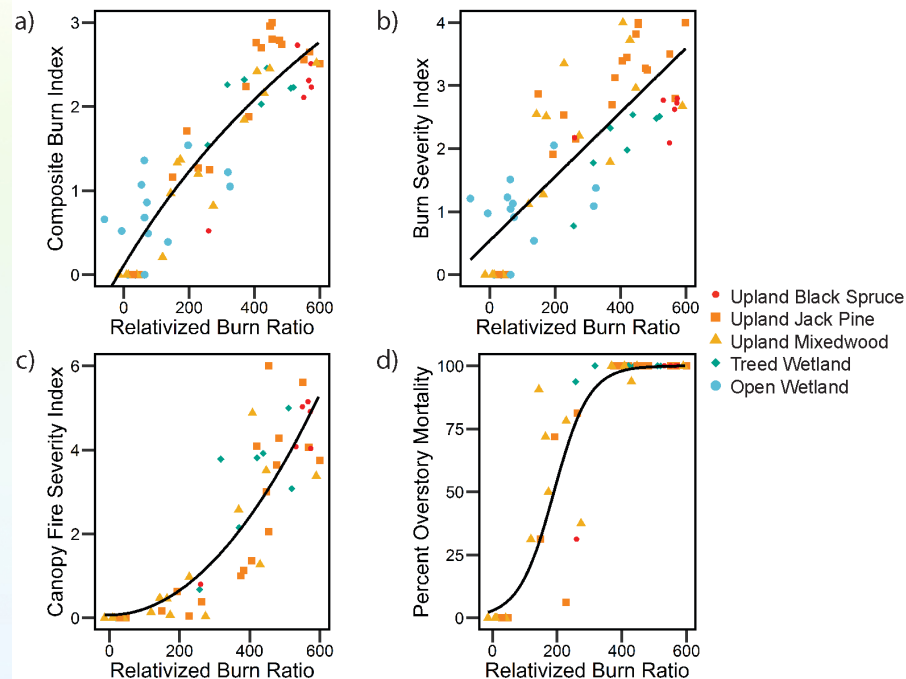 a)
3
2
1
0
Composite Burn Index
0
200
400
600
Relativized Burn Ratio
b)
4
3
2
1
0
Burn Severity Index
0
200
400
600
Relativized Burn Ratio
Upland Black Spruce
Upland Jack Pine
Upland Mixedwood
Treed Wetland
Open Wetland
c)
6
4
2
0
Canopy Fire Severity Index
0
200
400
600
Relativized Burn Ratio
d)
100
75
50
25
0
Percent Overstory Mortality
0
200
400
600
Relativized Burn Ratio